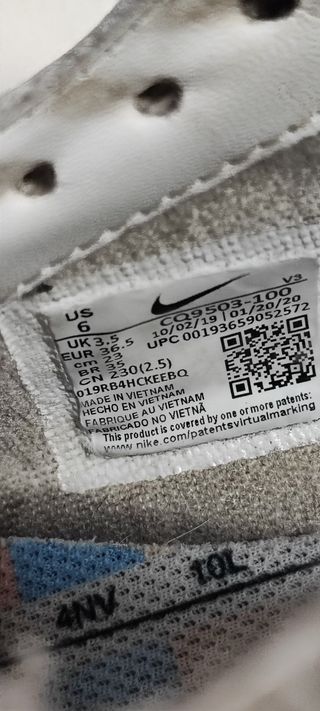 V3
US
6
UK 3.5
EUR 36.5
cm 23
BR 35
CN 230(2.5)
CQ9503-100
10/02/19 | 01/20/20
UPC 00193659052572
o19RB4HCKEEBQ
MADE IN VIETNAM
HECHO EN VIETNAM
FABRIQUE AU VIETNAM
FABRICADO NO VIETNÃ
This product is covered by one or more patents:
www.nike.com/patentsvirtualmarking
4NV 10L